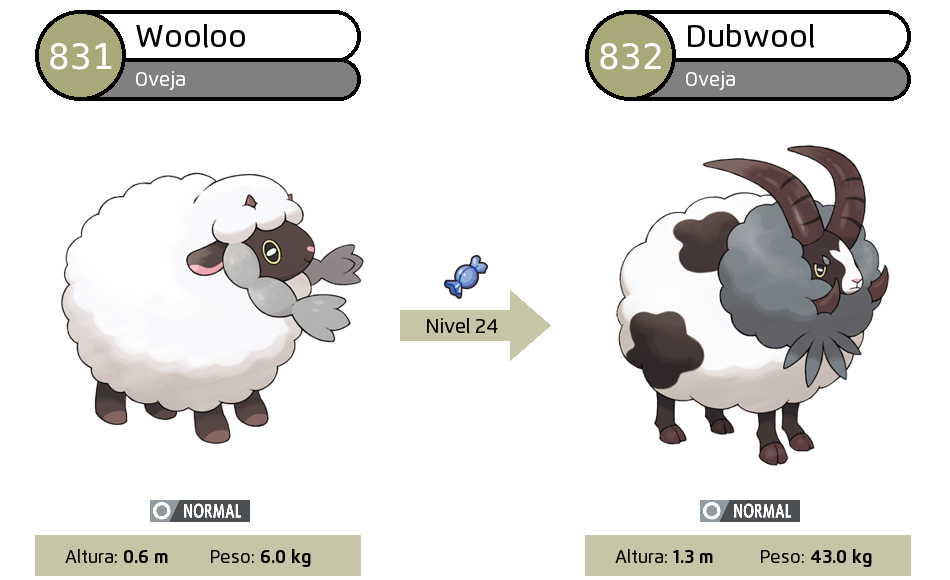 831 Wooloo
Oveja
832 Dubwool
Oveja
Nivel 24
NORMAL
NORMAL
Altura: 0.6 m Peso: 6.0 kg
Altura: 1.3 m Peso: 43.0 kg